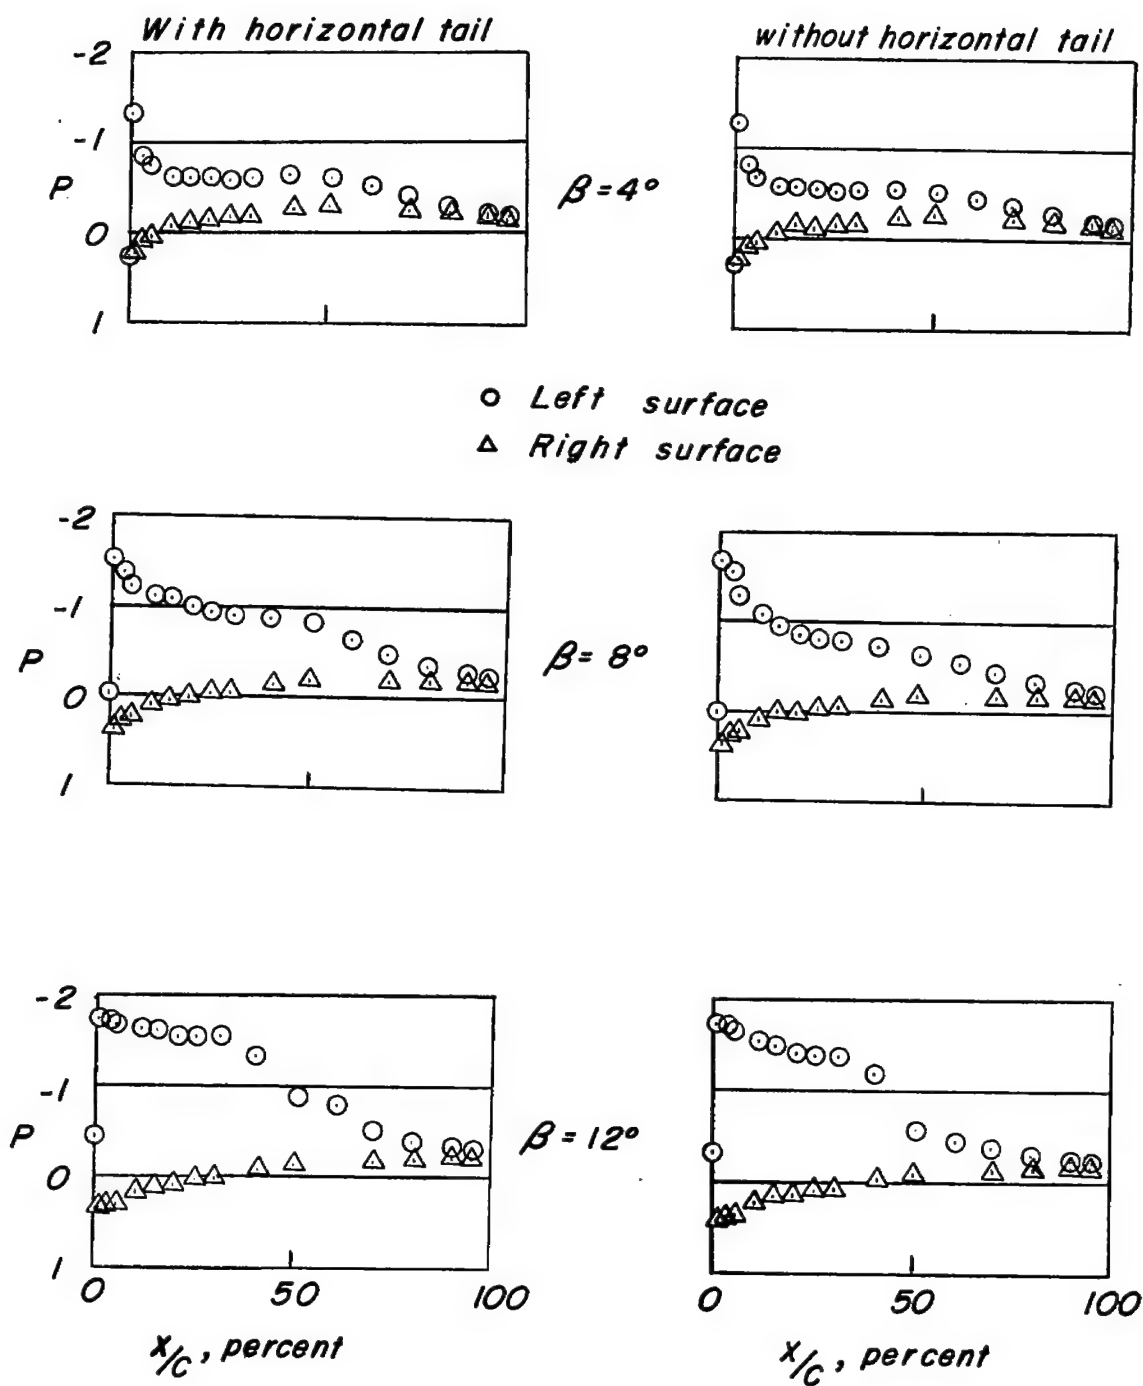 With horizontal tail
without horizontal tail
-2
-1
P
0
1
β = 4°
Left surface
Right surface
-2
-1
P
0
1
β = 8°
-2
-1
P
0
1
β = 12°
0 50 100
0 50 100
x/c, percent
x/c, percent